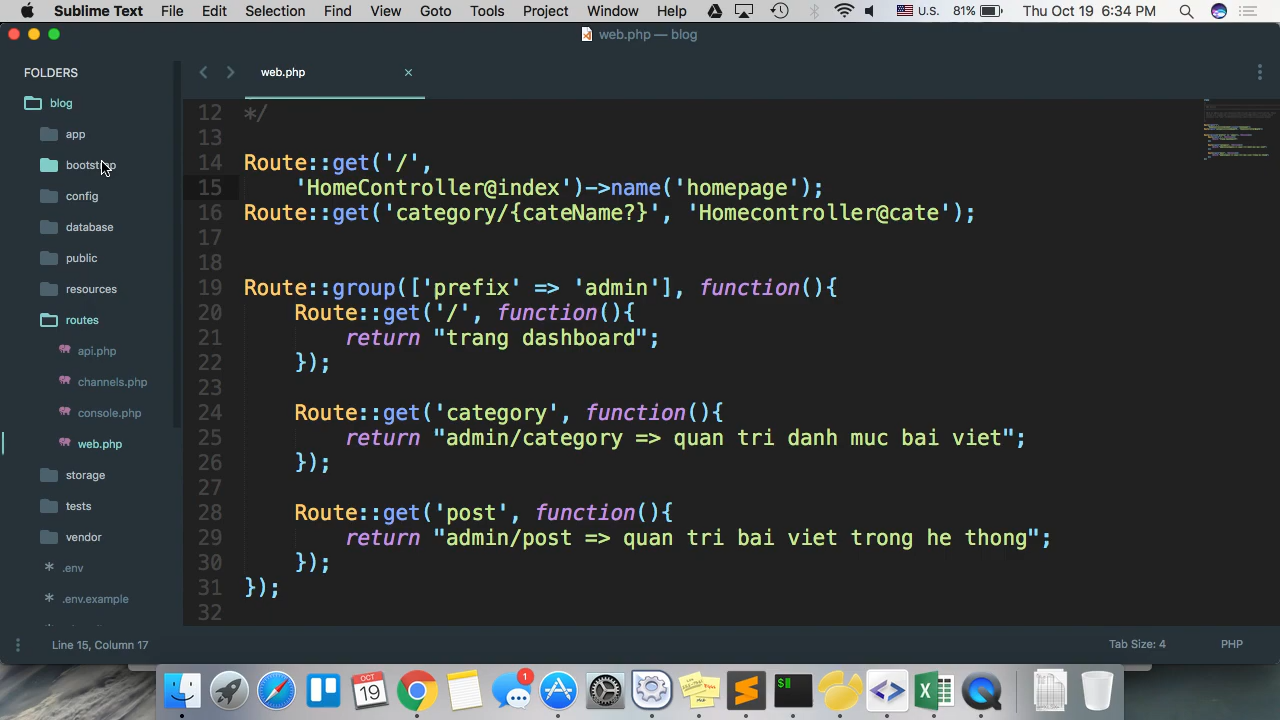 Sublime Text File Edit Selection Find View Goto Tools Project Window Help U.S. 81% Thu Oct 19 6:34 PM
web.php — blog
FOLDERS
blog
app
bootstrap
config
database
public
resources
routes
api.php
channels.php
console.php
web.php
storage
tests
vendor
* .env
* .env.example
web.php ×
12 */
13
14 Route::get('/',
15 'HomeController@index')->name('homepage');
16 Route::get('category/{cateName?}', 'Homecontroller@cate');
17
18
19 Route::group(['prefix' => 'admin'], function(){
20 Route::get('/', function(){
21 return "trang dashboard";
22 });
23
24 Route::get('category', function(){
25 return "admin/category => quan tri danh muc bai viet";
26 });
27
28 Route::get('post', function(){
29 return "admin/post => quan tri bai viet trong he thong";
30 });
31 });
32
Line 15, Column 17
Tab Size: 4 PHP
OCT
19
1
$